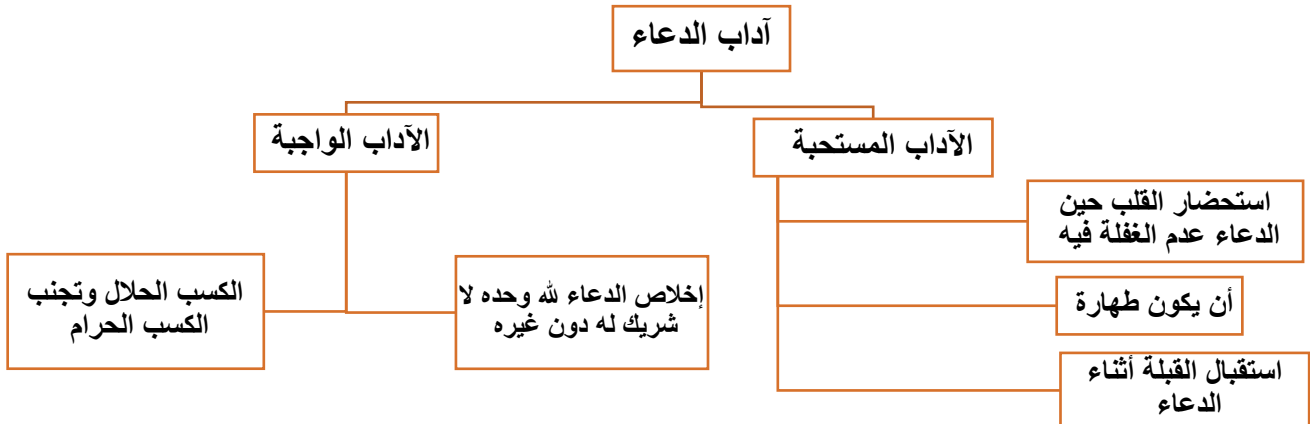 آداب الدعاء
الآداب المستحبة
الآداب الواجبة
استحضار القلب حين
الدعاء عدم الغفلة فيه
أن يكون طهارة
استقبال القبلة أثناء
الدعاء
إخلاص الدعاء لله وحده لا
شريك له دون غيره
الكسب الحلال وتجنب
الكسب الحرام